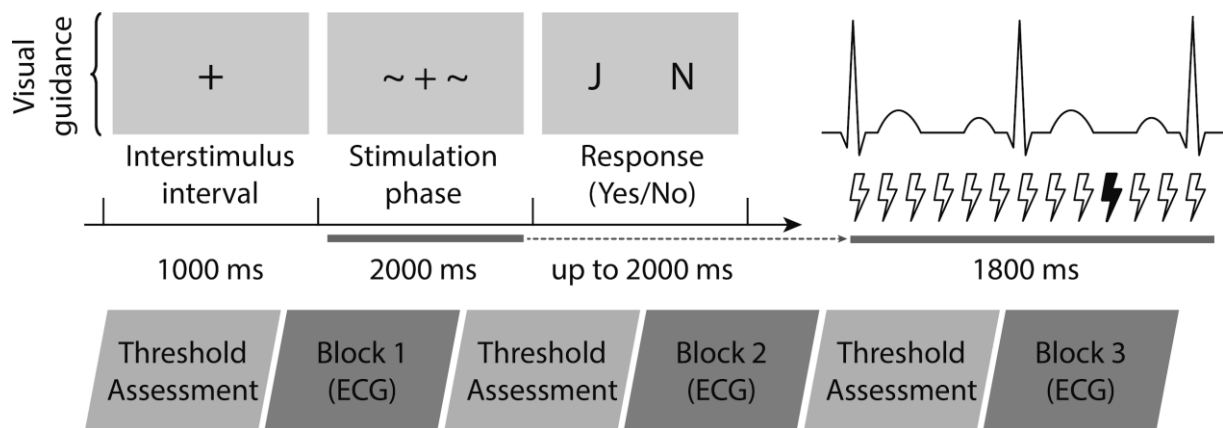 Visual
guidance
+
~ + ~
J N
Interstimulus
interval
Stimulation
phase
Response
(Yes/No)
1000 ms
2000 ms
up to 2000 ms
1800 ms
Threshold
Assessment
Block 1
(ECG)
Threshold
Assessment
Block 2
(ECG)
Threshold
Assessment
Block 3
(ECG)